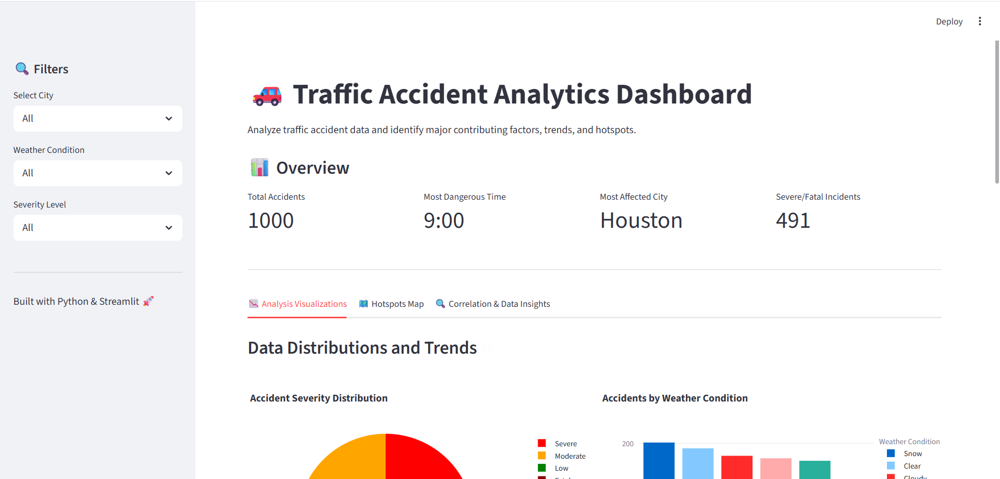 Deploy
Filters
Select City
All
Weather Condition
All
Severity Level
All
Built with Python & Streamlit 🚀
🚗 Traffic Accident Analytics Dashboard
Analyze traffic accident data and identify major contributing factors, trends, and hotspots.
📊 Overview
Total Accidents
1000
Most Dangerous Time
9:00
Most Affected City
Houston
Severe/Fatal Incidents
491
Analysis Visualizations
Hotspots Map
Correlation & Data Insights
Data Distributions and Trends
Accident Severity Distribution
Severe
Moderate
Low
Accidents by Weather Condition
200
Weather Condition
Snow
Clear
Cloudy